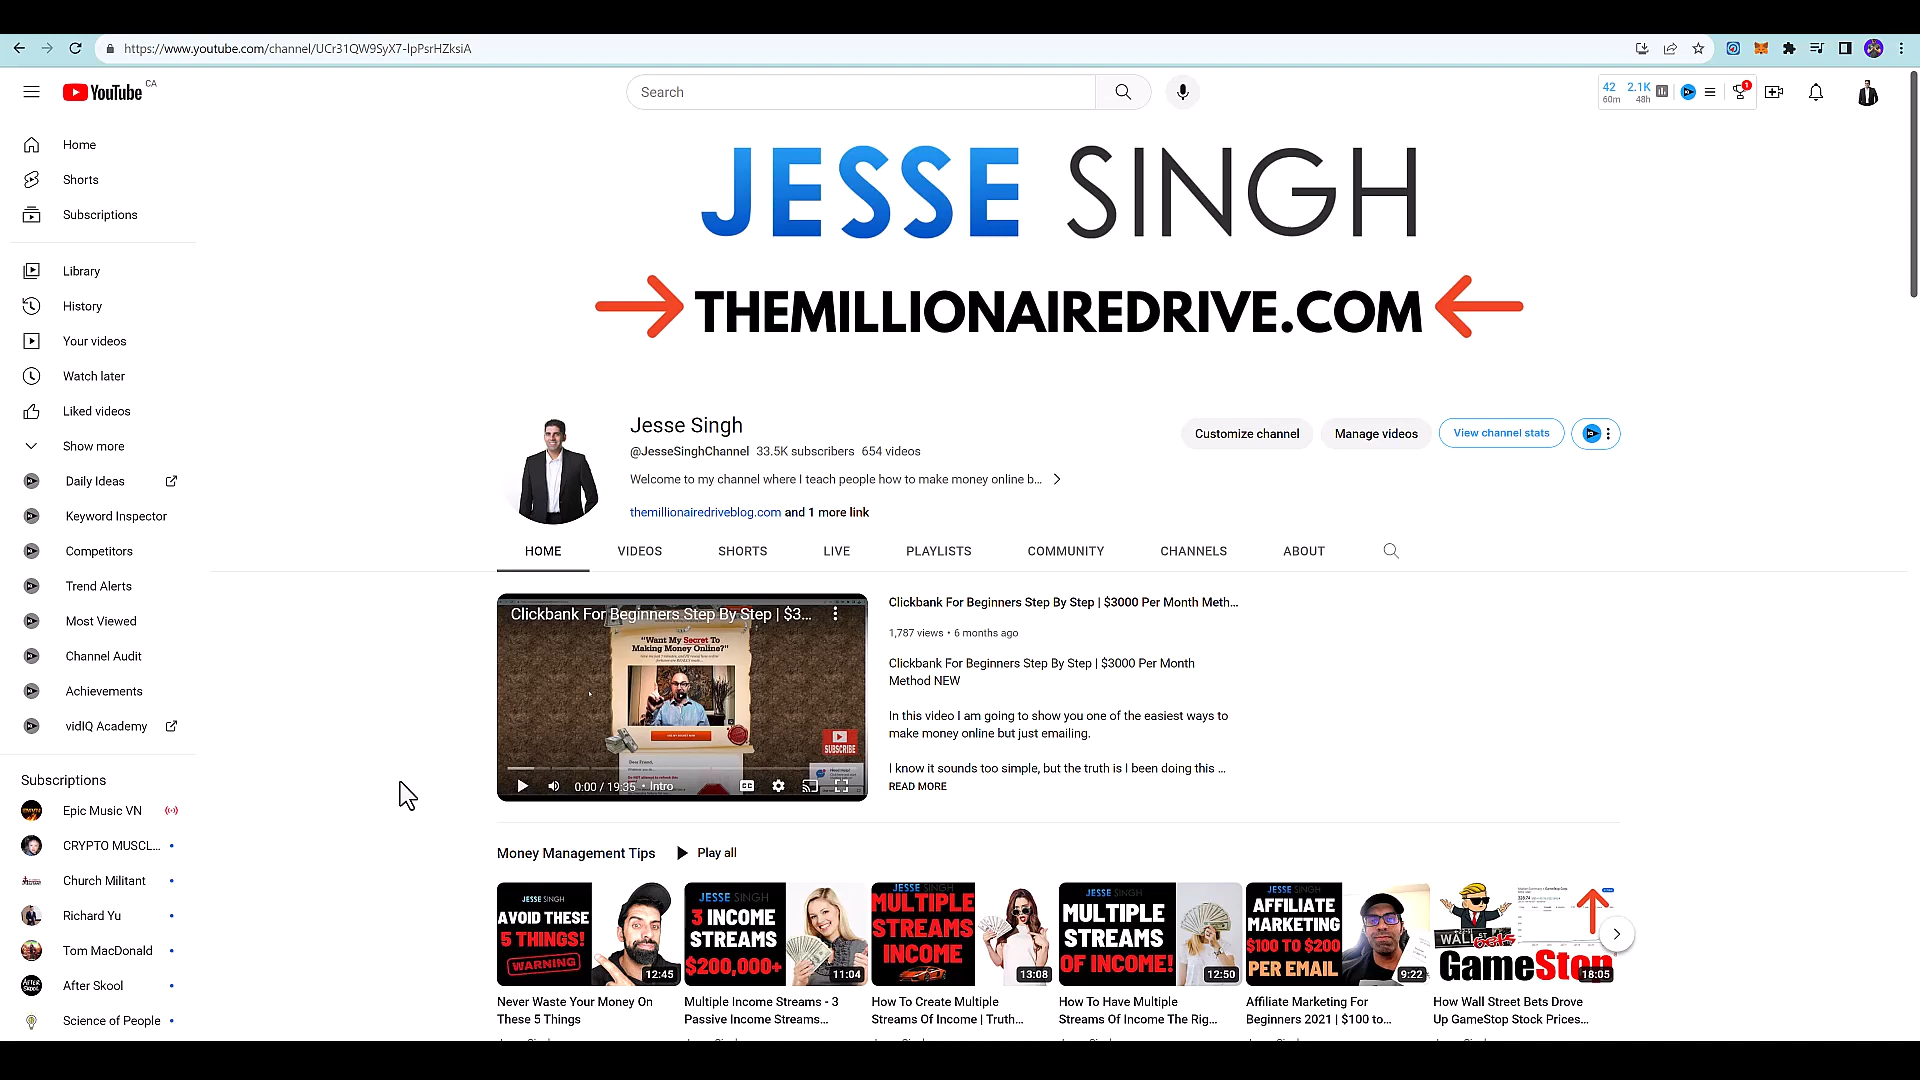 https://www.youtube.com/channel/UCr31QW9SyX7-IpPsrHZksiA
YouTube CA
Search
42 2.1K
60m 48h
1
Home
Shorts
Subscriptions
Library
History
Your videos
Watch later
Liked videos
Show more
Daily Ideas
Keyword Inspector
Competitors
Trend Alerts
Most Viewed
Channel Audit
Achievements
vidIQ Academy
Subscriptions
Epic Music VN
CRYPTO MUSCL...
Church Militant
Richard Yu
Tom MacDonald
After Skool
Science of People
JESSE SINGH
THEMILLIONAIREDRIVE.COM
Jesse Singh
@JesseSinghChannel 33.5K subscribers 654 videos
Welcome to my channel where I teach people how to make money online b...
themillionairedriveblog.com and 1 more link
Customize channel
Manage videos
View channel stats
HOME VIDEOS SHORTS LIVE PLAYLISTS COMMUNITY CHANNELS ABOUT
Clickbank For Beginners Step By Step | $3...
"Want My Secret To
Making Money Online?"
SUBSCRIBE
0:00 / 19:35 • Intro
Clickbank For Beginners Step By Step | $3000 Per Month Meth...
1,787 views • 6 months ago
Clickbank For Beginners Step By Step | $3000 Per Month
Method NEW
In this video I am going to show you one of the easiest ways to
make money online but just emailing.
I know it sounds too simple, but the truth is I been doing this ...
READ MORE
Money Management Tips
Play all
JESSE SINGH
AVOID THESE
5 THINGS!
WARNING
12:45
Never Waste Your Money On
These 5 Things
JESSE SINGH
3 INCOME
STREAMS
$200,000+
11:04
Multiple Income Streams - 3
Passive Income Streams...
JESSE SINGH
MULTIPLE
STREAMS
INCOME
13:08
How To Create Multiple
Streams Of Income | Truth...
JESSE SINGH
MULTIPLE
STREAMS
OF INCOME!
12:50
How To Have Multiple
Streams Of Income The Rig...
JESSE SINGH
AFFILIATE
MARKETING
$100 TO $200
PER EMAIL
9:22
Affiliate Marketing For
Beginners 2021 | $100 to...
GameStop
18:05
How Wall Street Bets Drove
Up GameStop Stock Prices...